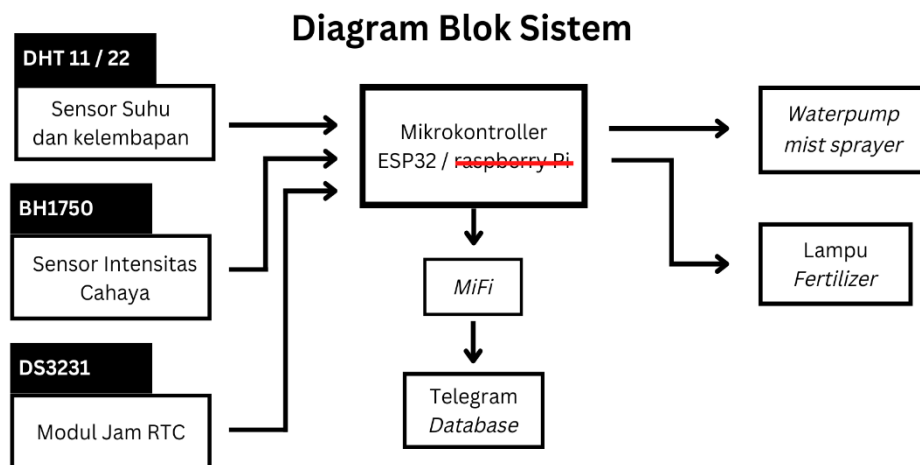 Diagram Blok Sistem
DHT 11 / 22
Sensor Suhu
dan kelembapan
BH1750
Sensor Intensitas
Cahaya
DS3231
Modul Jam RTC
Mikrokontroller
ESP32 / raspberry Pi
MiFi
Telegram
Database
Waterpump
mist sprayer
Lampu
Fertilizer